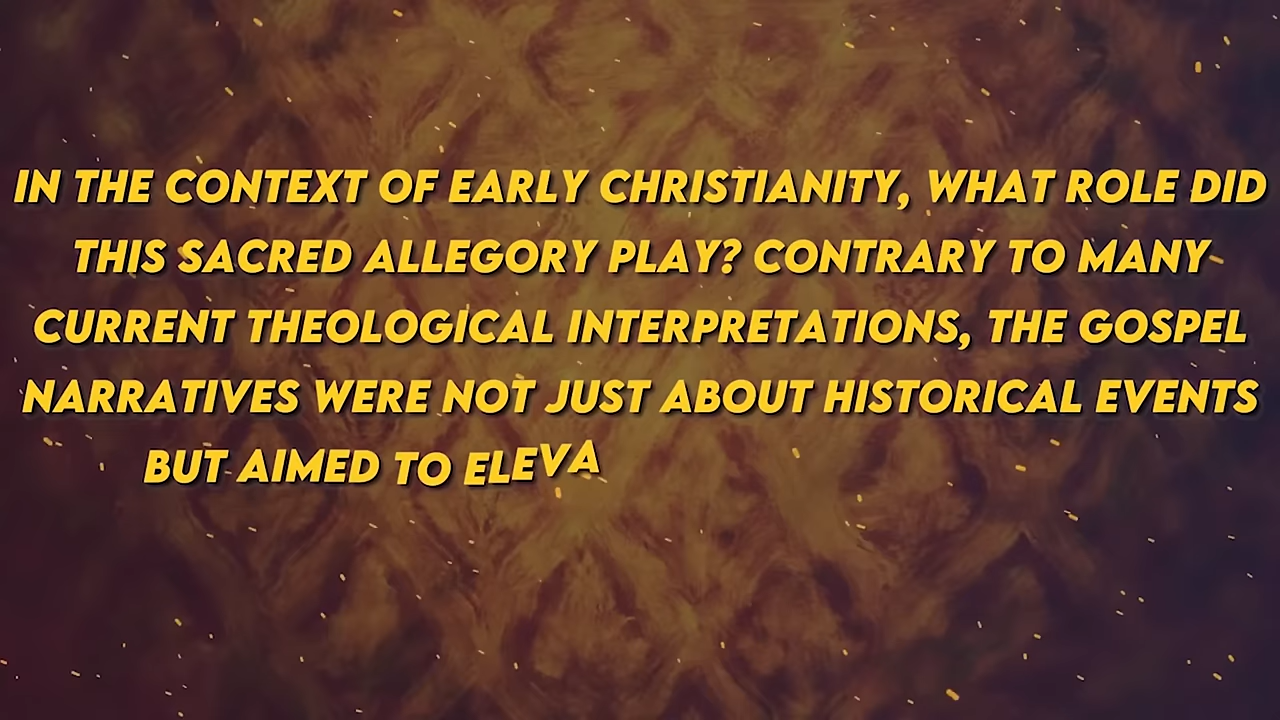 IN THE CONTEXT OF EARLY CHRISTIANITY, WHAT ROLE DID
THIS SACRED ALLEGORY PLAY? CONTRARY TO MANY
CURRENT THEOLOGICAL INTERPRETATIONS, THE GOSPEL
NARRATIVES WERE NOT JUST ABOUT HISTORICAL EVENTS
BUT AIMED TO ELEVA